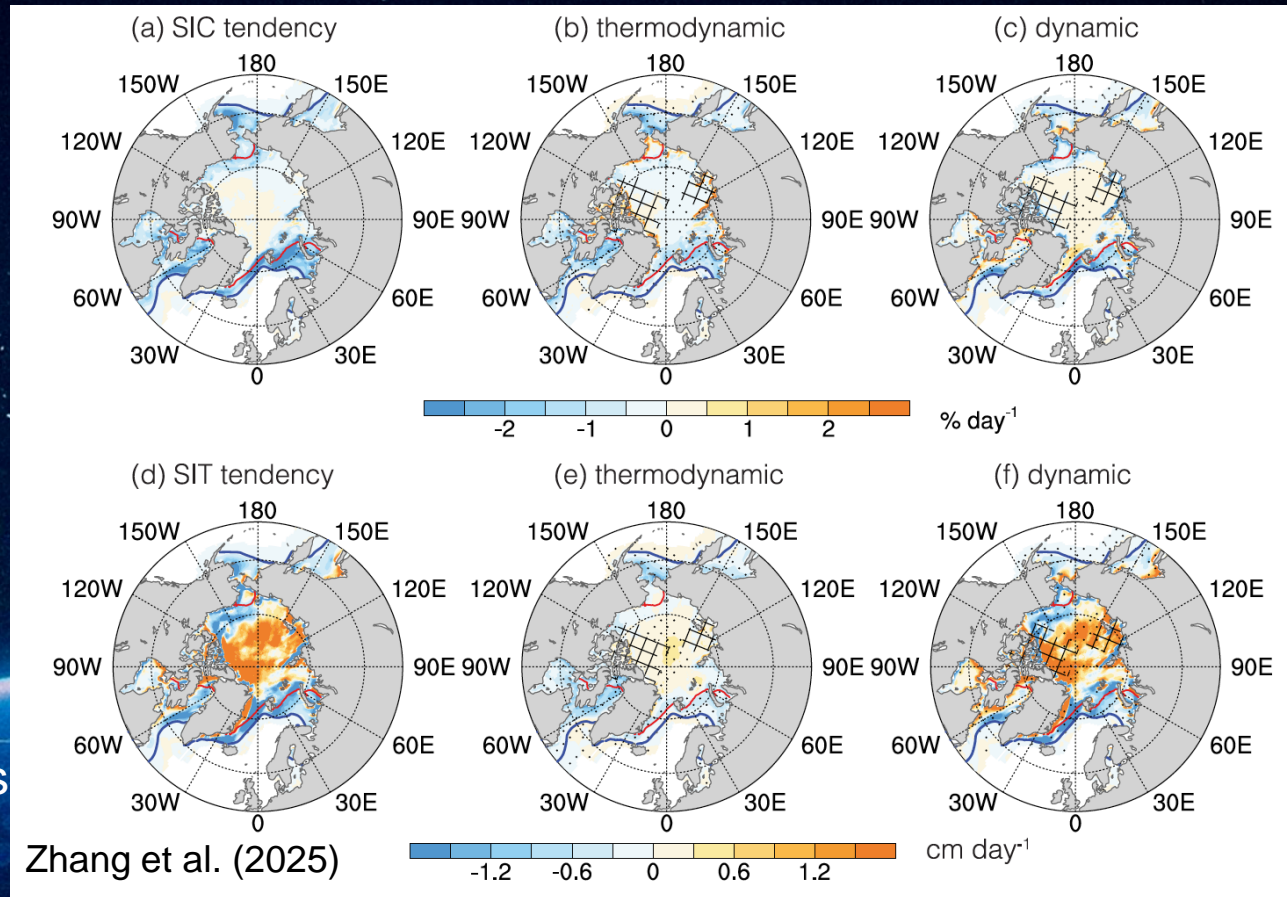 (a) SIC tendency
(b) thermodynamic
(c) dynamic
180
180
180
150W
150E
150W
150E
150W
150E
120W
120E
120W
120E
120W
120E
90W
90E
90W
90E
90W
90E
60W
60E
60W
60E
60W
60E
30W
30E
30W
30E
30W
30E
0
0
0
-2 -1 0 1 2
% day⁻¹
(d) SIT tendency
(e) thermodynamic
(f) dynamic
180
180
180
150W
150E
150W
150E
150W
150E
120W
120E
120W
120E
120W
120E
90W
90E
90W
90E
90W
90E
60W
60E
60W
60E
60W
60E
s
30W
30E
30W
30E
30W
30E
0
0
0
Zhang et al. (2025)
-1.2 -0.6 0 0.6 1.2
cm day⁻¹